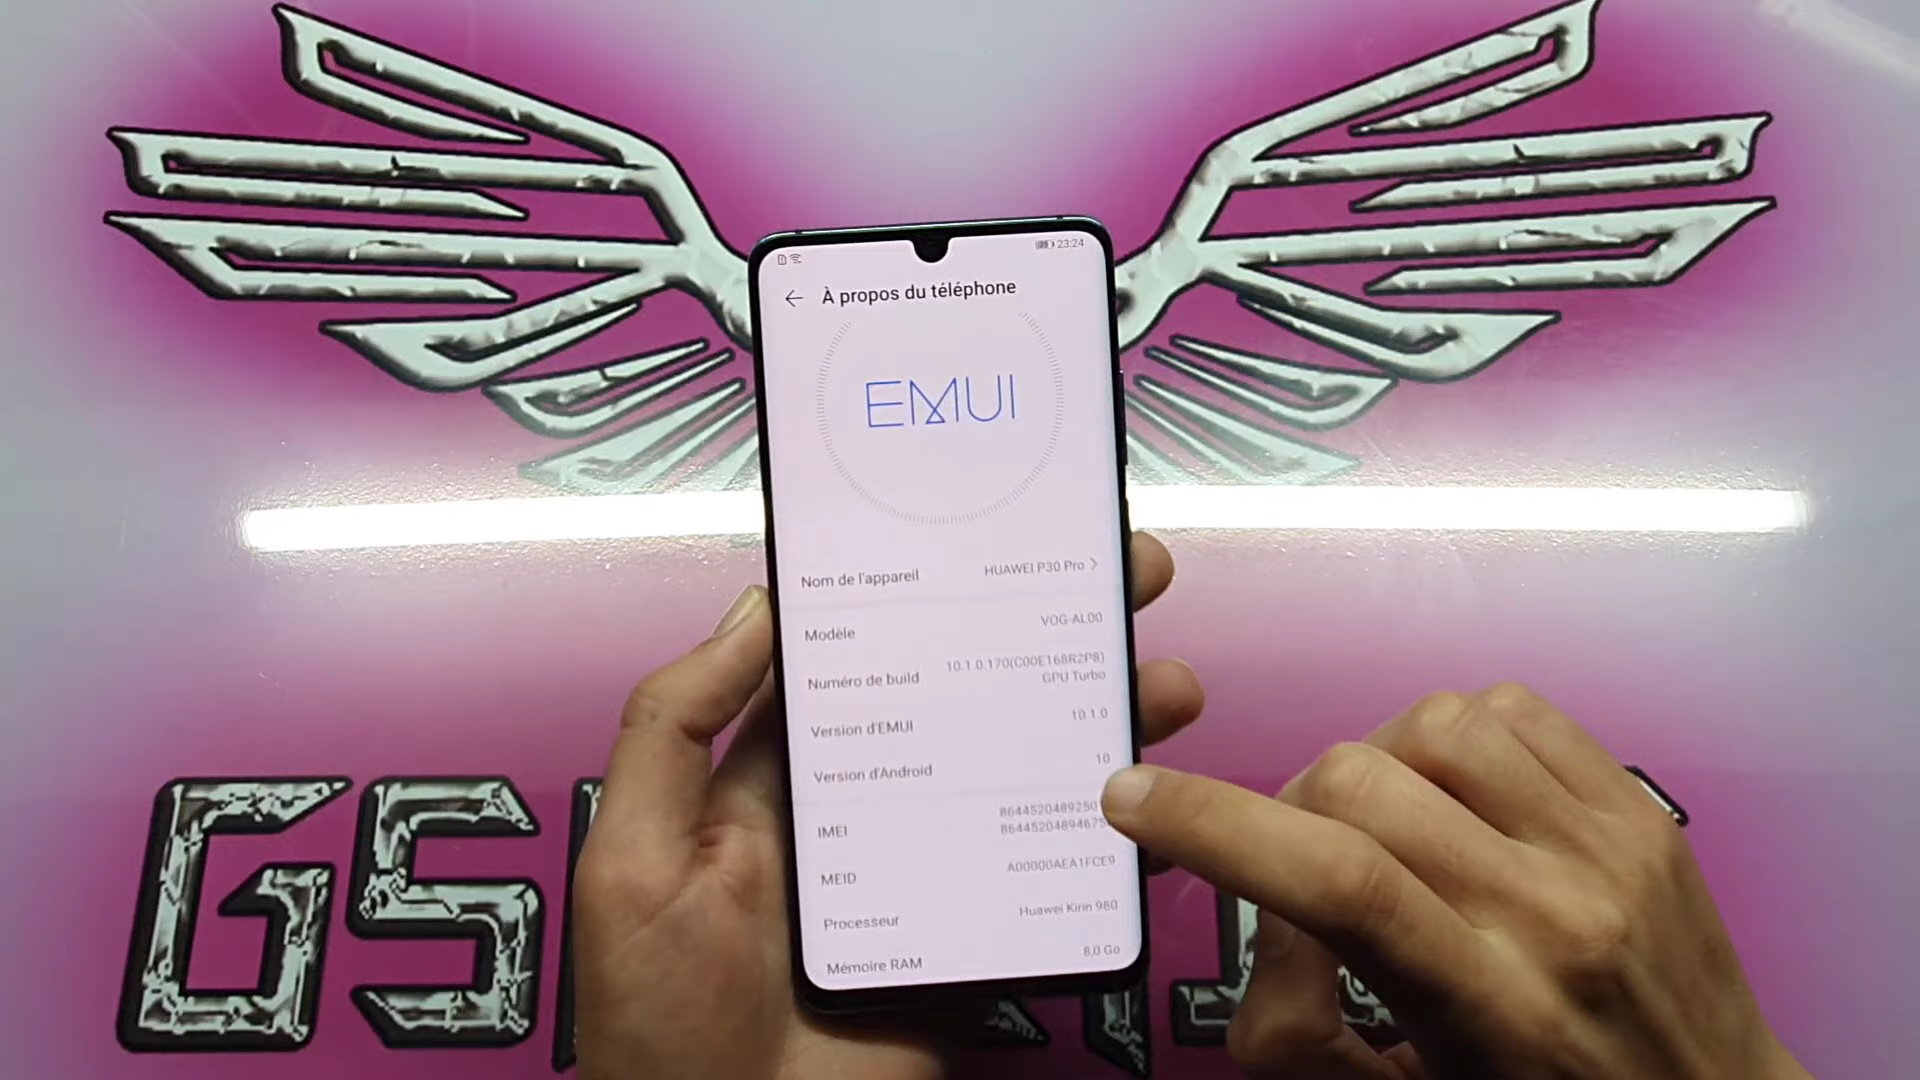 23:24
À propos du téléphone
EMUI
Nom de l'appareil HUAWEI P30 Pro
Modèle VOG-AL00
Numéro de build 10.1.0.170(C00E168R2P8)
GPU Turbo
Version d'EMUI 10.1.0
Version d'Android 10
IMEI
MEID A00000AEA1FCE9
Processeur Huawei Kirin 980
Mémoire RAM 8,0 Go
GS